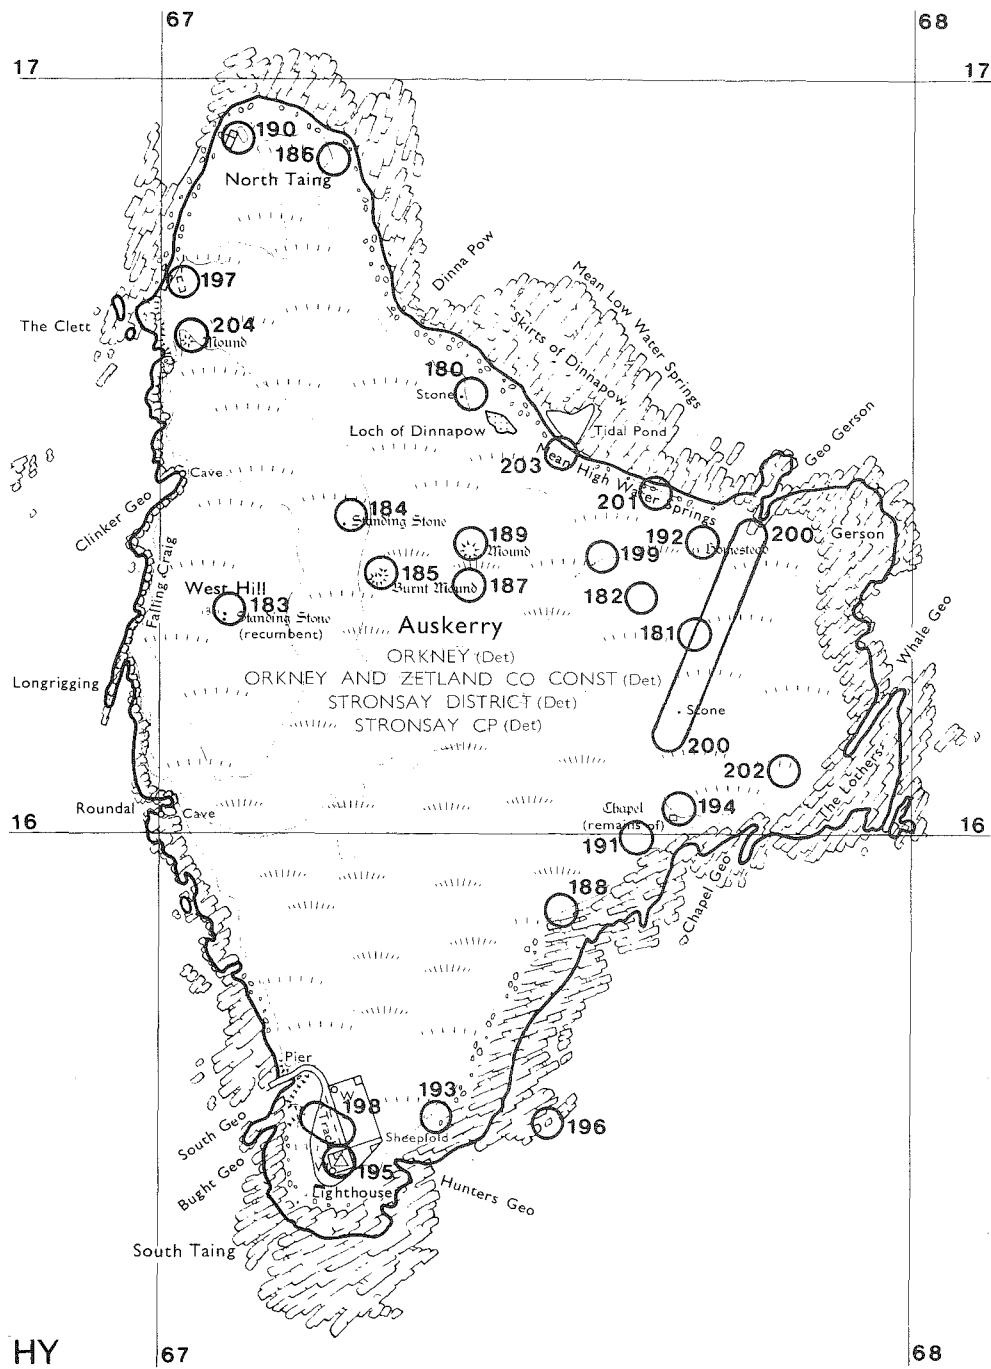 67
68
17
17
190
186
North Taing
Dinna Pow
Mean Low Water Springs
197
The Clett
204
Mound
Skirts of Dinnapow
180
Stone
Loch of Dinnapow
Tidal Pond
203
Mean High Water Springs
Geo Gerson
Cave
Clinker Geo
201
184
Standing Stone
189
Mound
192
Homestead
200
Gerson
199
Falling Craig
185
Burnt Mound
187
182
West Hill
183
Standing Stone
(recumbent)
Auskerry
181
Whale Geo
ORKNEY (Det)
ORKNEY AND ZETLAND CO CONST (Det)
STRONSAY DISTRICT (Det)
STRONSAY CP (Det)
Longrigging
Stone
200
202
The Lothers
Roundal
Cave
Chapel
(remains of)
194
16
16
191
188
Chapel Geo
Pier
W
198
Track
193
196
South Geo
Sheepfold
Bught Geo
W
195
Lighthouse
Hunters Geo
South Taing
HY
67
68